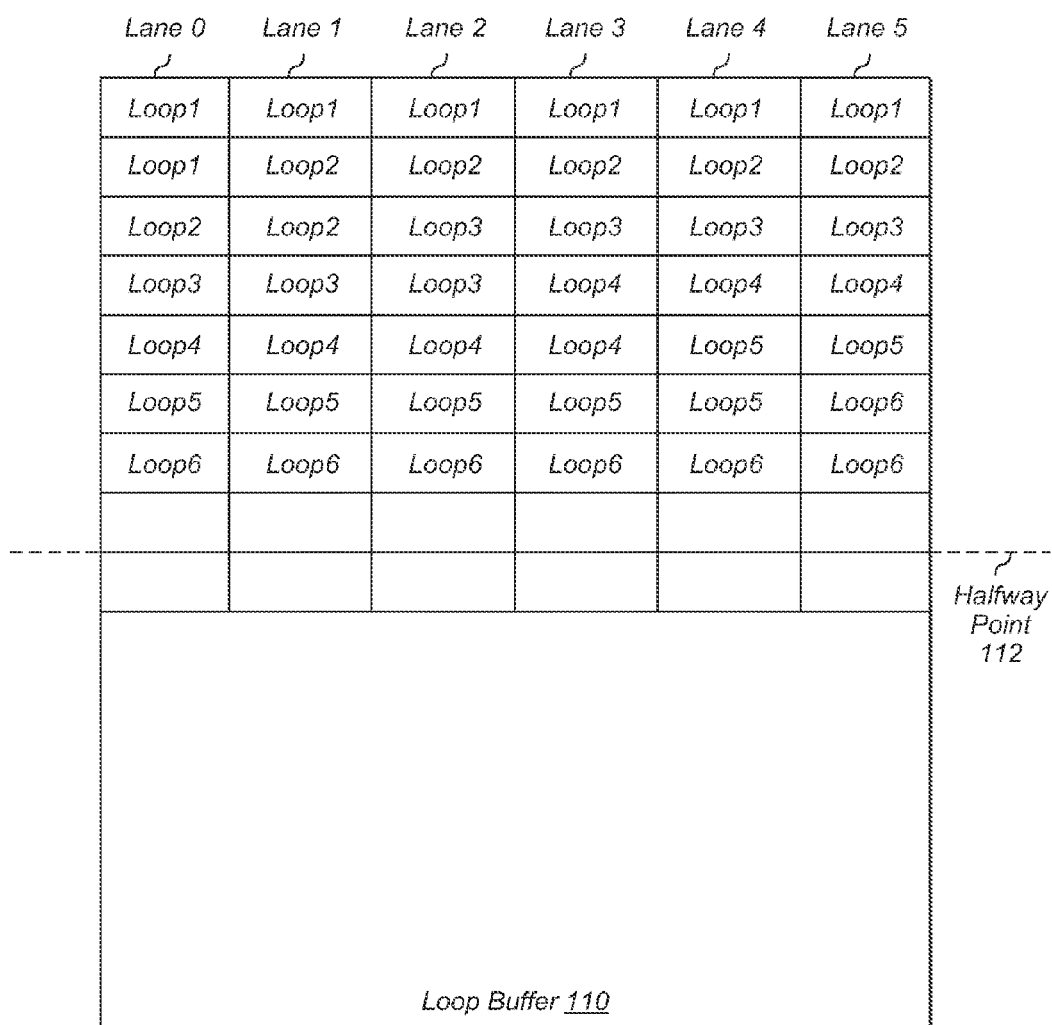 Lane 0 Lane 1 Lane 2 Lane 3 Lane 4 Lane 5
Loop1 Loop1 Loop1 Loop1 Loop1 Loop1
Loop1 Loop2 Loop2 Loop2 Loop2 Loop2
Loop2 Loop2 Loop3 Loop3 Loop3 Loop3
Loop3 Loop3 Loop3 Loop4 Loop4 Loop4
Loop4 Loop4 Loop4 Loop4 Loop5 Loop5
Loop5 Loop5 Loop5 Loop5 Loop5 Loop6
Loop6 Loop6 Loop6 Loop6 Loop6 Loop6
Halfway
Point
112
Loop Buffer 110